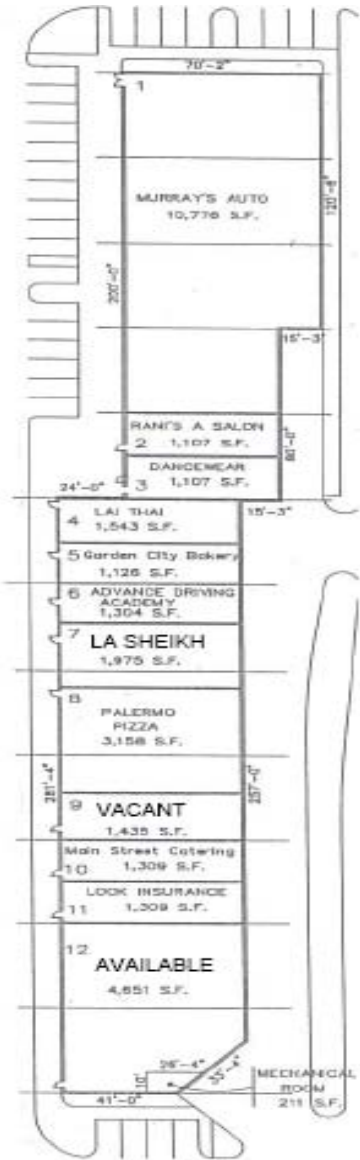 70'-2"
1
MURRAY'S AUTO
10,776 S.F.
120'-6"
200'-0"
15'-3"
RANI'S A SALON
2 1,107 S.F.
80'-0"
DANCEWEAR
3 1,107 S.F.
24'-0"
15'-3"
4 LAI THAI
1,543 S.F.
5 Garden City Bakery
1,126 S.F.
6 ADVANCE DRIVING
ACADEMY
1,304 S.F.
7 LA SHEIKH
1,975 S.F.
8
PALERMO
PIZZA
3,158 S.F.
281'-4"
257'-0"
9 VACANT
1,435 S.F.
Main Street Catering
10 1,309 S.F.
LOOK INSURANCE
11 1,309 S.F.
12
AVAILABLE
4,651 S.F.
26'-4"
35'-4"
10'
MECHANICAL
ROOM
211 S.F.
41'-0"